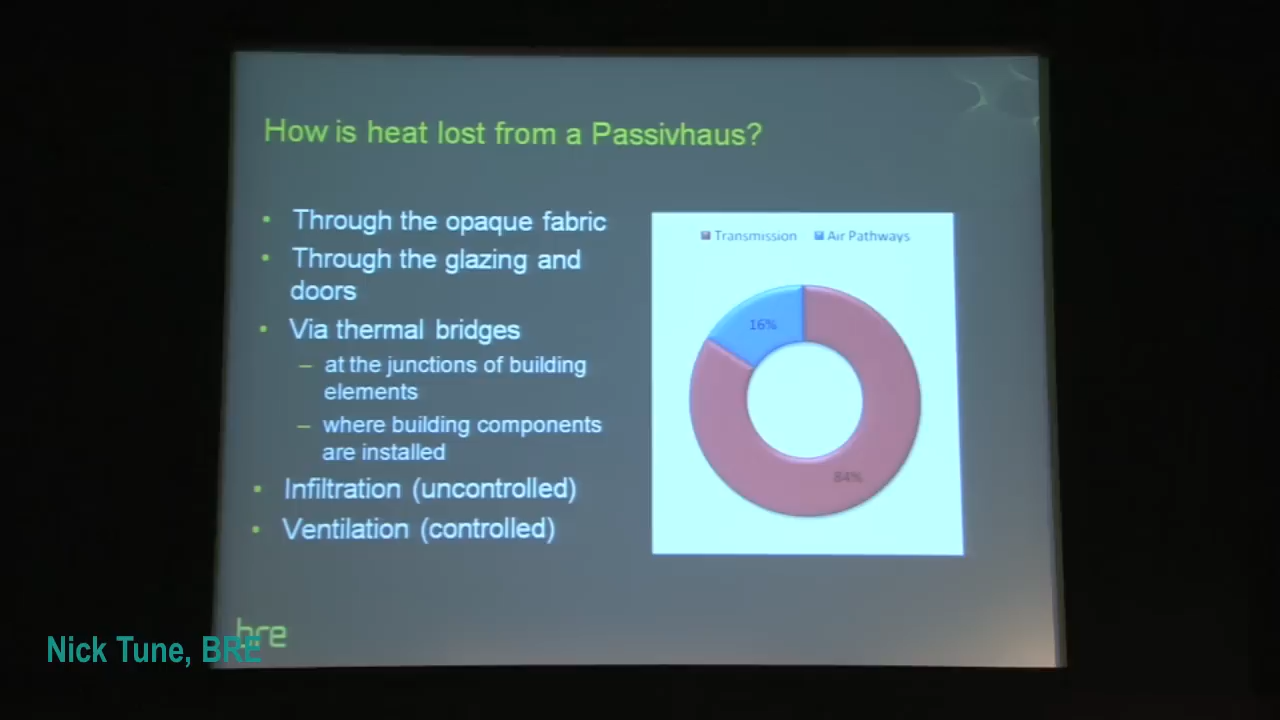 How is heat lost from a Passivhaus?
• Through the opaque fabric
• Through the glazing and
doors
• Via thermal bridges
– at the junctions of building
elements
– where building components
are installed
• Infiltration (uncontrolled)
• Ventilation (controlled)
Transmission Air Pathways
16%
84%
bre
Nick Tune, BRE